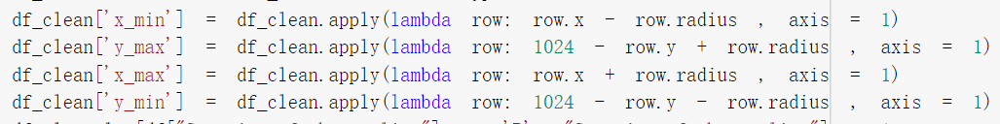 df_clean['x_min'] = df_clean.apply(lambda row: row.x - row.radius , axis = 1)
df_clean['y_max'] = df_clean.apply(lambda row: 1024 - row.y + row.radius , axis = 1)
df_clean['x_max'] = df_clean.apply(lambda row: row.x + row.radius , axis = 1)
df_clean['y_min'] = df_clean.apply(lambda row: 1024 - row.y - row.radius , axis = 1)